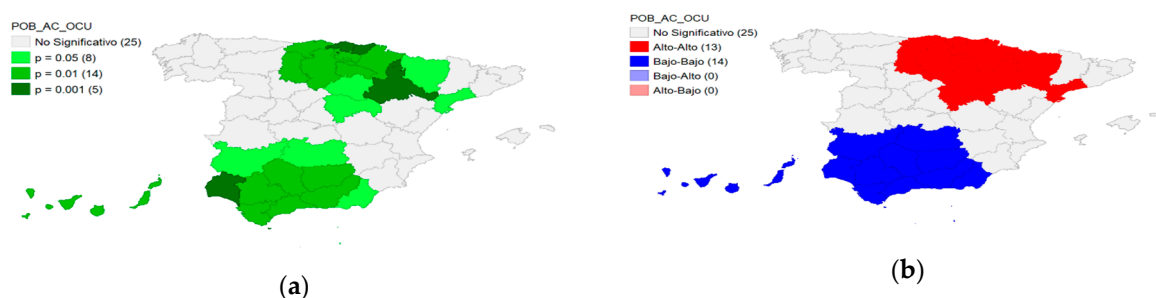 POB_AC_OCU
No Significativo (25)
p = 0.05 (8)
p = 0.01 (14)
p = 0.001 (5)
(a)
POB_AC_OCU
No Significativo (25)
Alto-Alto (13)
Bajo-Bajo (14)
Bajo-Alto (0)
Alto-Bajo (0)
(b)